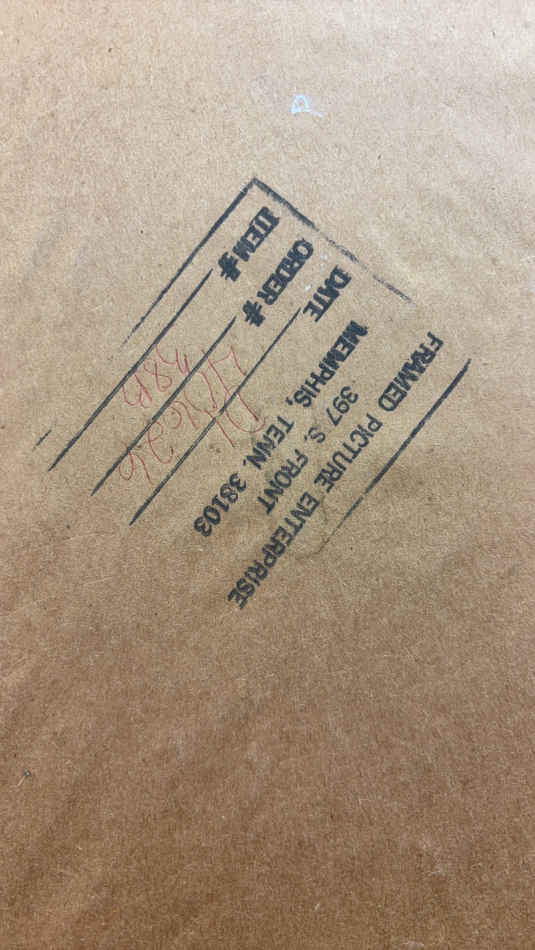 FRAMED PICTURE ENTERPRISE
397 S. FRONT
MEMPHIS, TENN. 38103
DATE
ORDER #
ITEM #